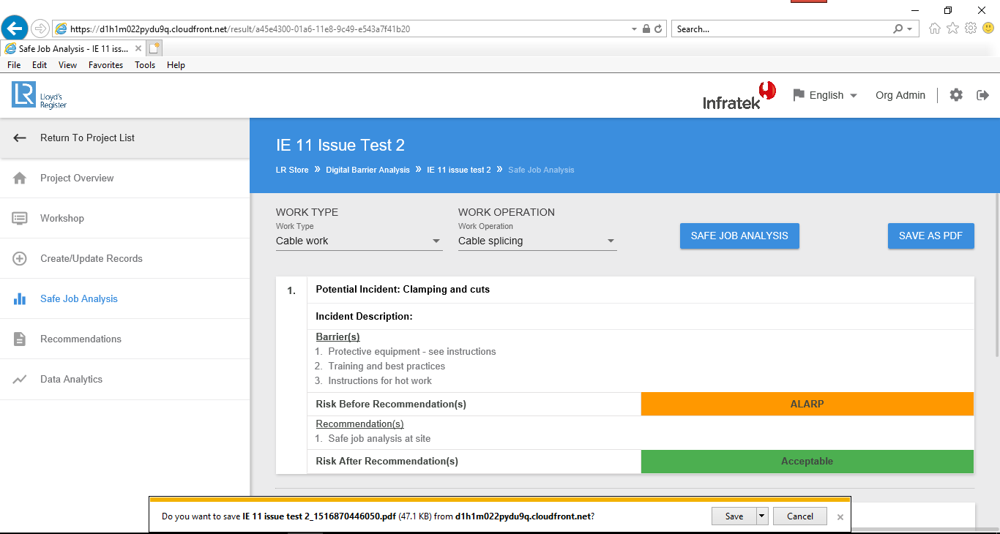 https://d1h1m022pydu9q.cloudfront.net/result/a45e4300-01a6-11e8-9c49-e543a7f41b20
Search...
Safe Job Analysis - IE 11 iss...
File Edit View Favorites Tools Help
LR Lloyd's
Register
Infratek
English
Org Admin
Return To Project List
Project Overview
Workshop
Create/Update Records
Safe Job Analysis
Recommendations
Data Analytics
IE 11 Issue Test 2
LR Store » Digital Barrier Analysis » IE 11 issue test 2 » Safe Job Analysis
WORK TYPE
Work Type
Cable work
WORK OPERATION
Work Operation
Cable splicing
SAFE JOB ANALYSIS
SAVE AS PDF
1.
Potential Incident: Clamping and cuts
Incident Description:
Barrier(s)
1. Protective equipment - see instructions
2. Training and best practices
3. Instructions for hot work
Risk Before Recommendation(s) ALARP
Recommendation(s)
1. Safe job analysis at site
Risk After Recommendation(s) Acceptable
Do you want to save IE 11 issue test 2_1516870446050.pdf (47.1 KB) from d1h1m022pydu9q.cloudfront.net?
Save
Cancel